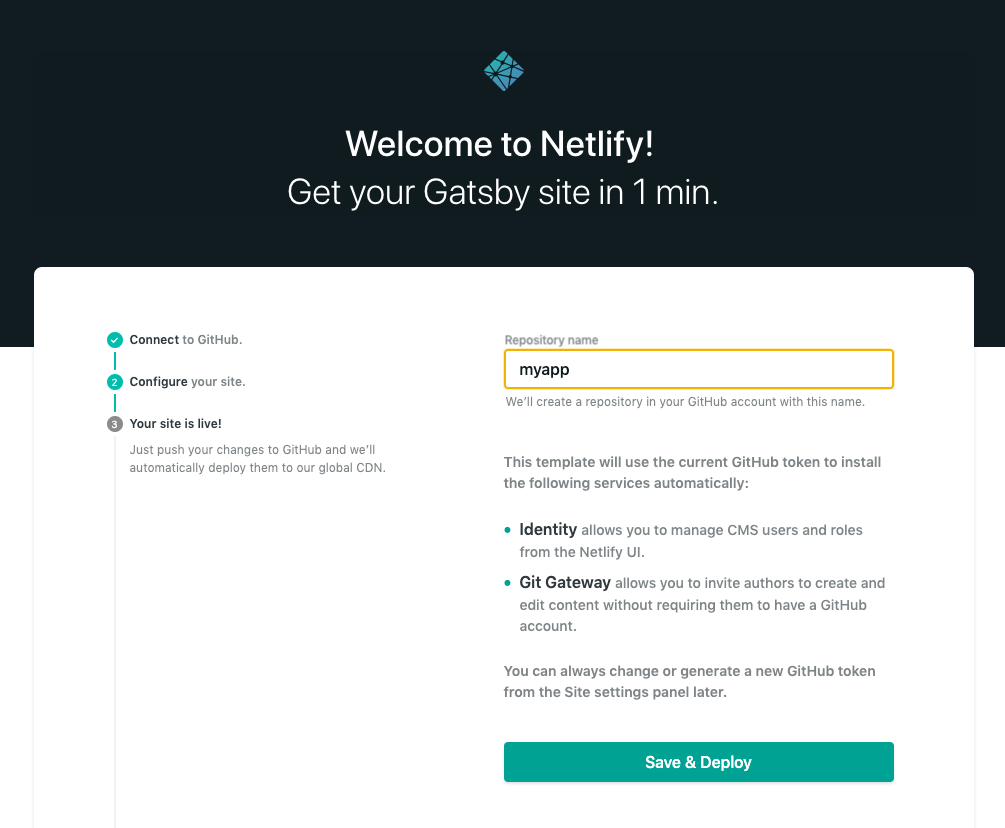 Welcome to Netlify!
Get your Gatsby site in 1 min.
Connect to GitHub.
2 Configure your site.
3 Your site is live!
Just push your changes to GitHub and we'll
automatically deploy them to our global CDN.
Repository name
myapp
We'll create a repository in your GitHub account with this name.
This template will use the current GitHub token to install
the following services automatically:
• Identity allows you to manage CMS users and roles
from the Netlify UI.
• Git Gateway allows you to invite authors to create and
edit content without requiring them to have a GitHub
account.
You can always change or generate a new GitHub token
from the Site settings panel later.
Save & Deploy